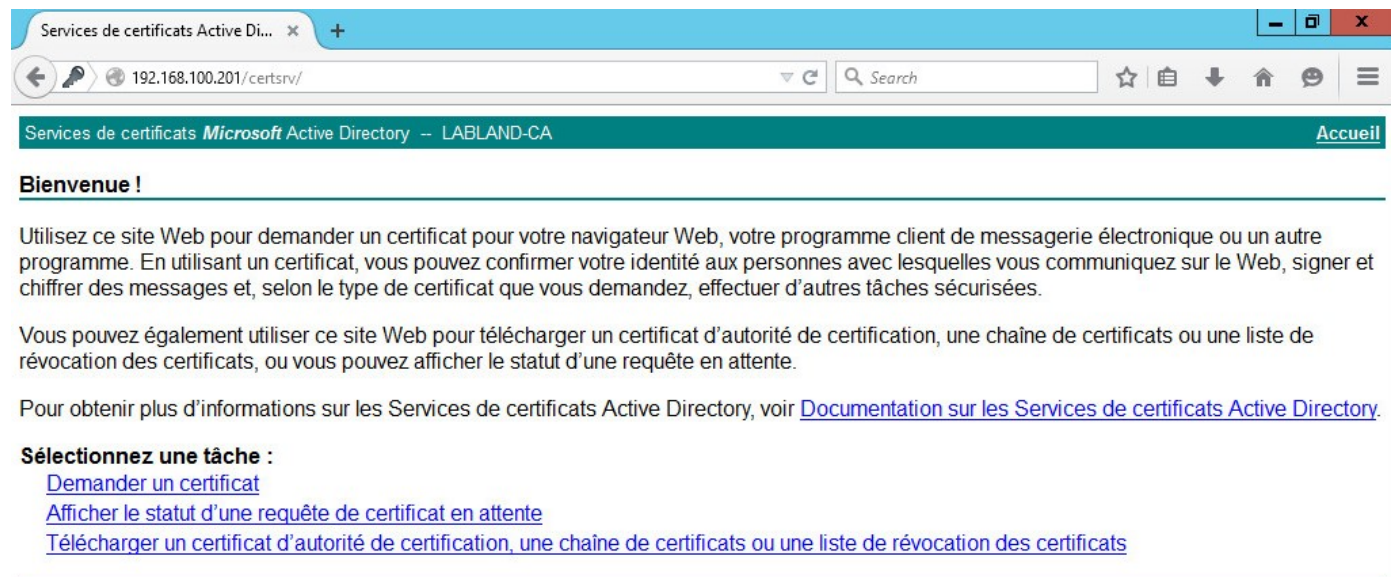 Services de certificats Active Di...
192.168.100.201/certsrv/
Search
Services de certificats Microsoft Active Directory -- LABLAND-CA
Accueil
Bienvenue !
Utilisez ce site Web pour demander un certificat pour votre navigateur Web, votre programme client de messagerie électronique ou un autre
programme. En utilisant un certificat, vous pouvez confirmer votre identité aux personnes avec lesquelles vous communiquez sur le Web, signer et
chiffrer des messages et, selon le type de certificat que vous demandez, effectuer d’autres tâches sécurisées.
Vous pouvez également utiliser ce site Web pour télécharger un certificat d’autorité de certification, une chaîne de certificats ou une liste de
révocation des certificats, ou vous pouvez afficher le statut d’une requête en attente.
Pour obtenir plus d’informations sur les Services de certificats Active Directory, voir Documentation sur les Services de certificats Active Directory.
Sélectionnez une tâche :
Demander un certificat
Afficher le statut d’une requête de certificat en attente
Télécharger un certificat d’autorité de certification, une chaîne de certificats ou une liste de révocation des certificats